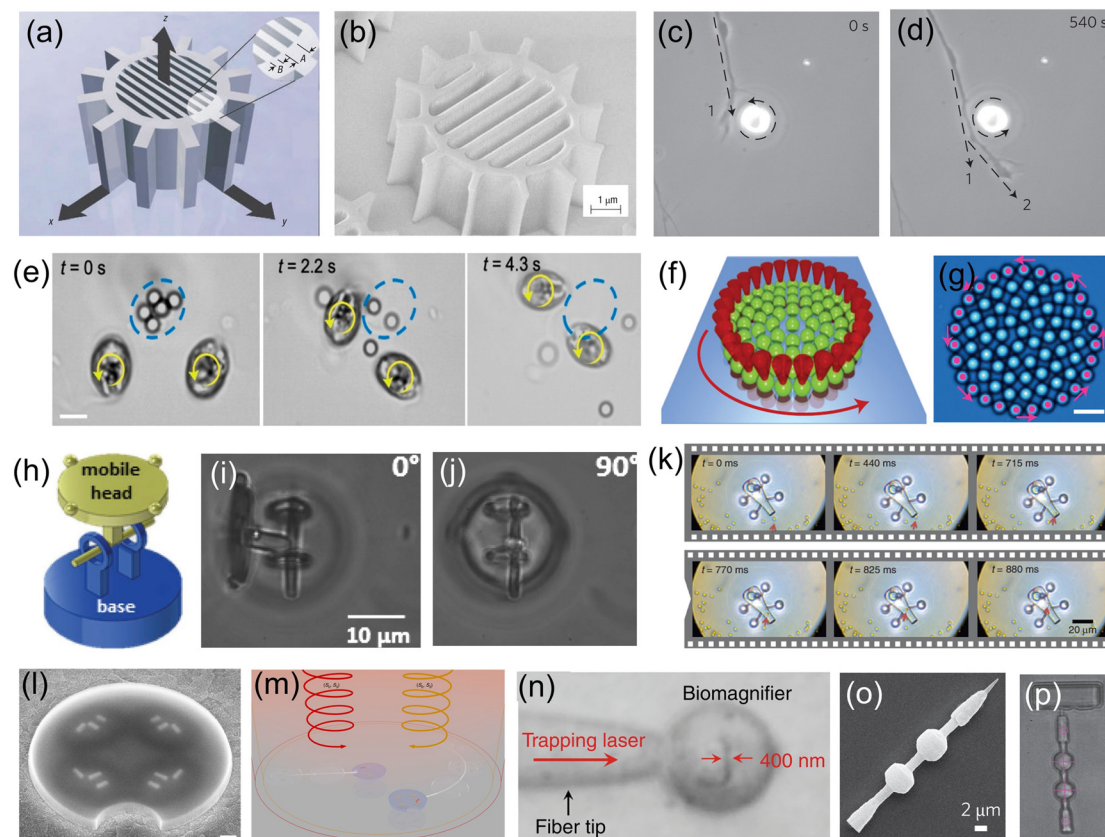 (a)
z
A
B
x
y
(b)
1 μm
(c)
0 s
1
(d)
540 s
1
2
(e)
t = 0 s
t = 2.2 s
t = 4.3 s
(f)
(g)
(h)
mobile
head
base
(i)
0°
10 μm
(j)
90°
(k)
t = 0 ms
t = 440 ms
t = 715 ms
t = 770 ms
t = 825 ms
t = 880 ms
20 μm
(l)
(m)
(n)
Biomagnifier
Trapping laser
400 nm
Fiber tip
(o)
2 μm
(p)